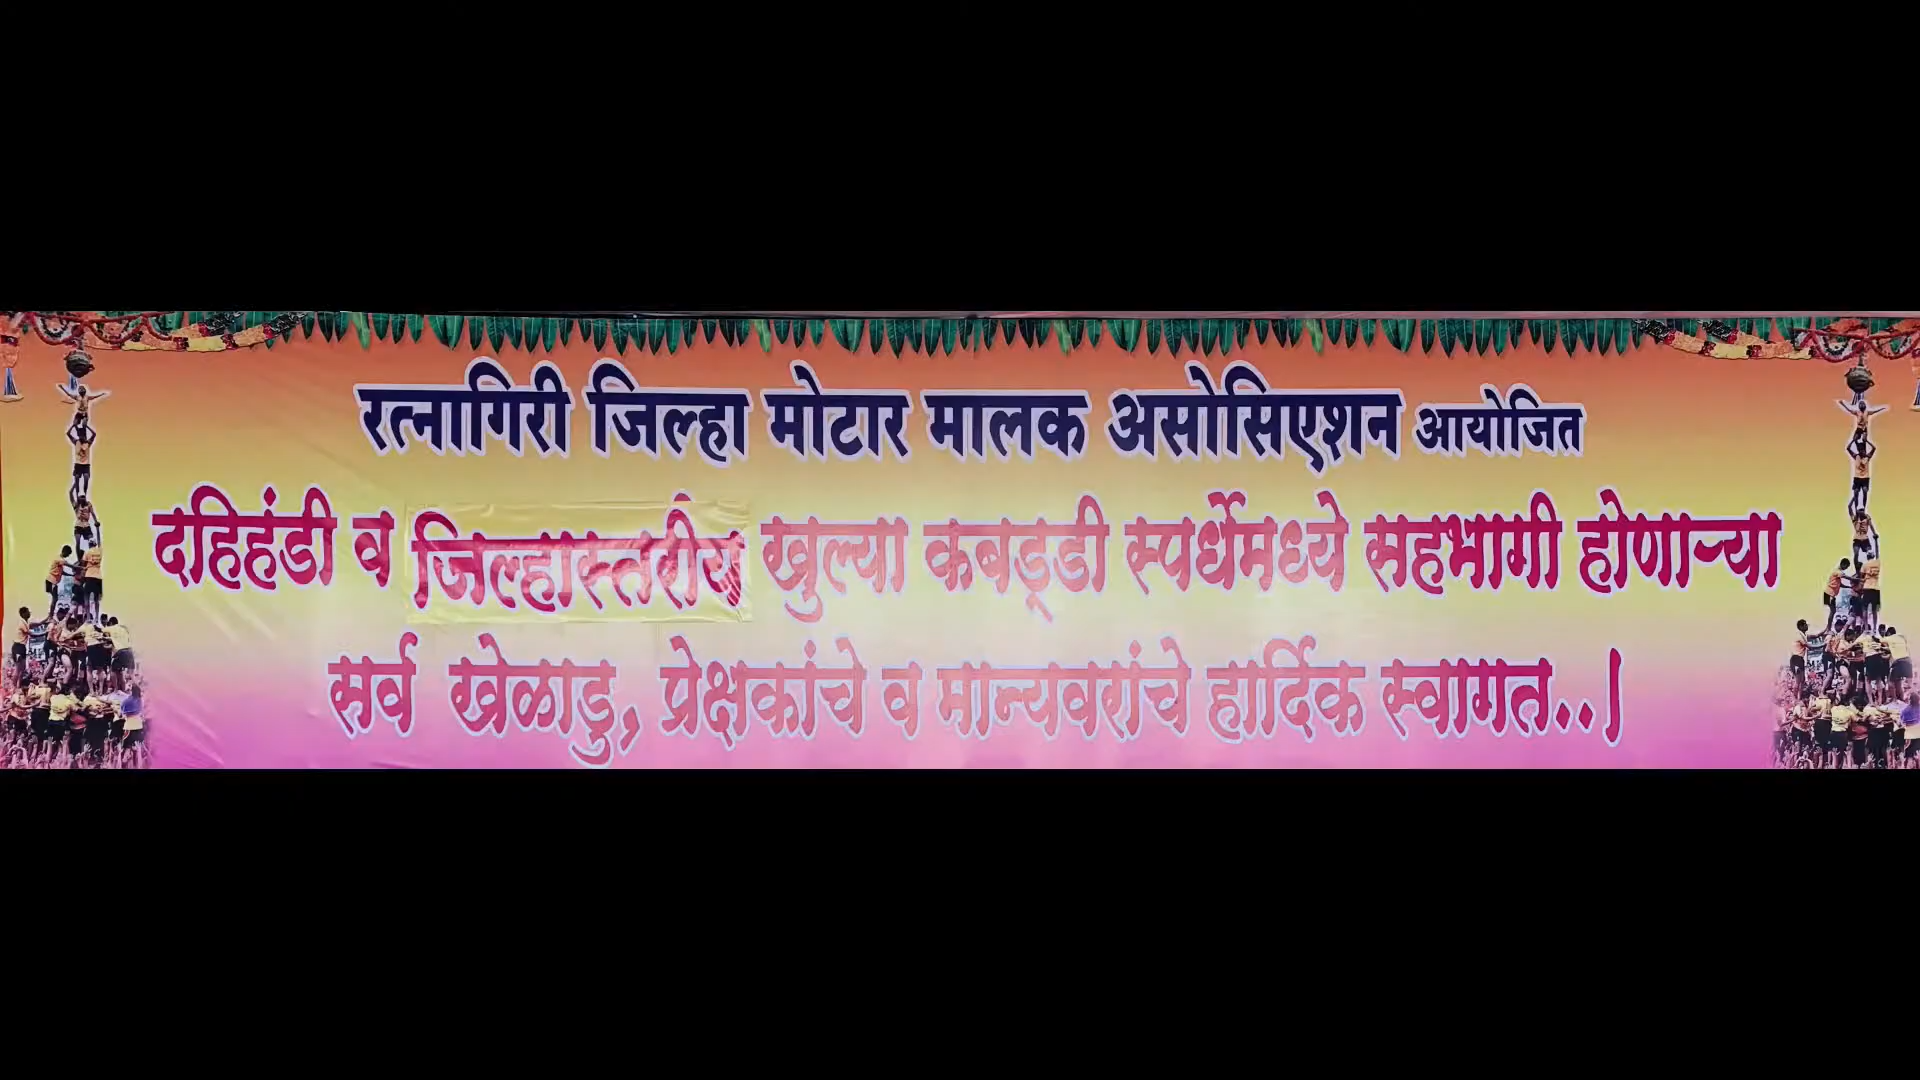 रत्नागिरी जिल्हा मोटार मालक असोसिएशन आयोजित
दहिहंडी व जिल्हास्तरीय खुल्या कबड्डी स्पर्धेमध्ये सहभागी होणाऱ्या
सर्व खेळाडु, प्रेक्षकांचे व मान्यवरांचे हार्दिक स्वागत..।